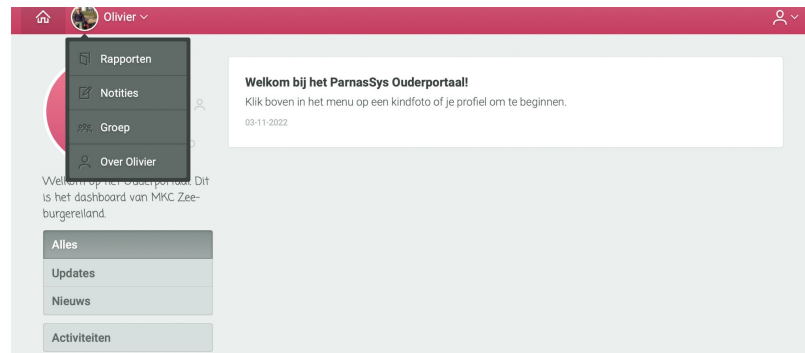 Olivier
Rapporten
Notities
Groep
Over Olivier
Welkom bij het ParnasSys Ouderportaal!
Klik boven in het menu op een kindfoto of je profiel om te beginnen.
03-11-2022
Welkom op het Ouderportaal. Dit
is het dashboard van MKC Zee-
burgereiland.
Alles
Updates
Nieuws
Activiteiten